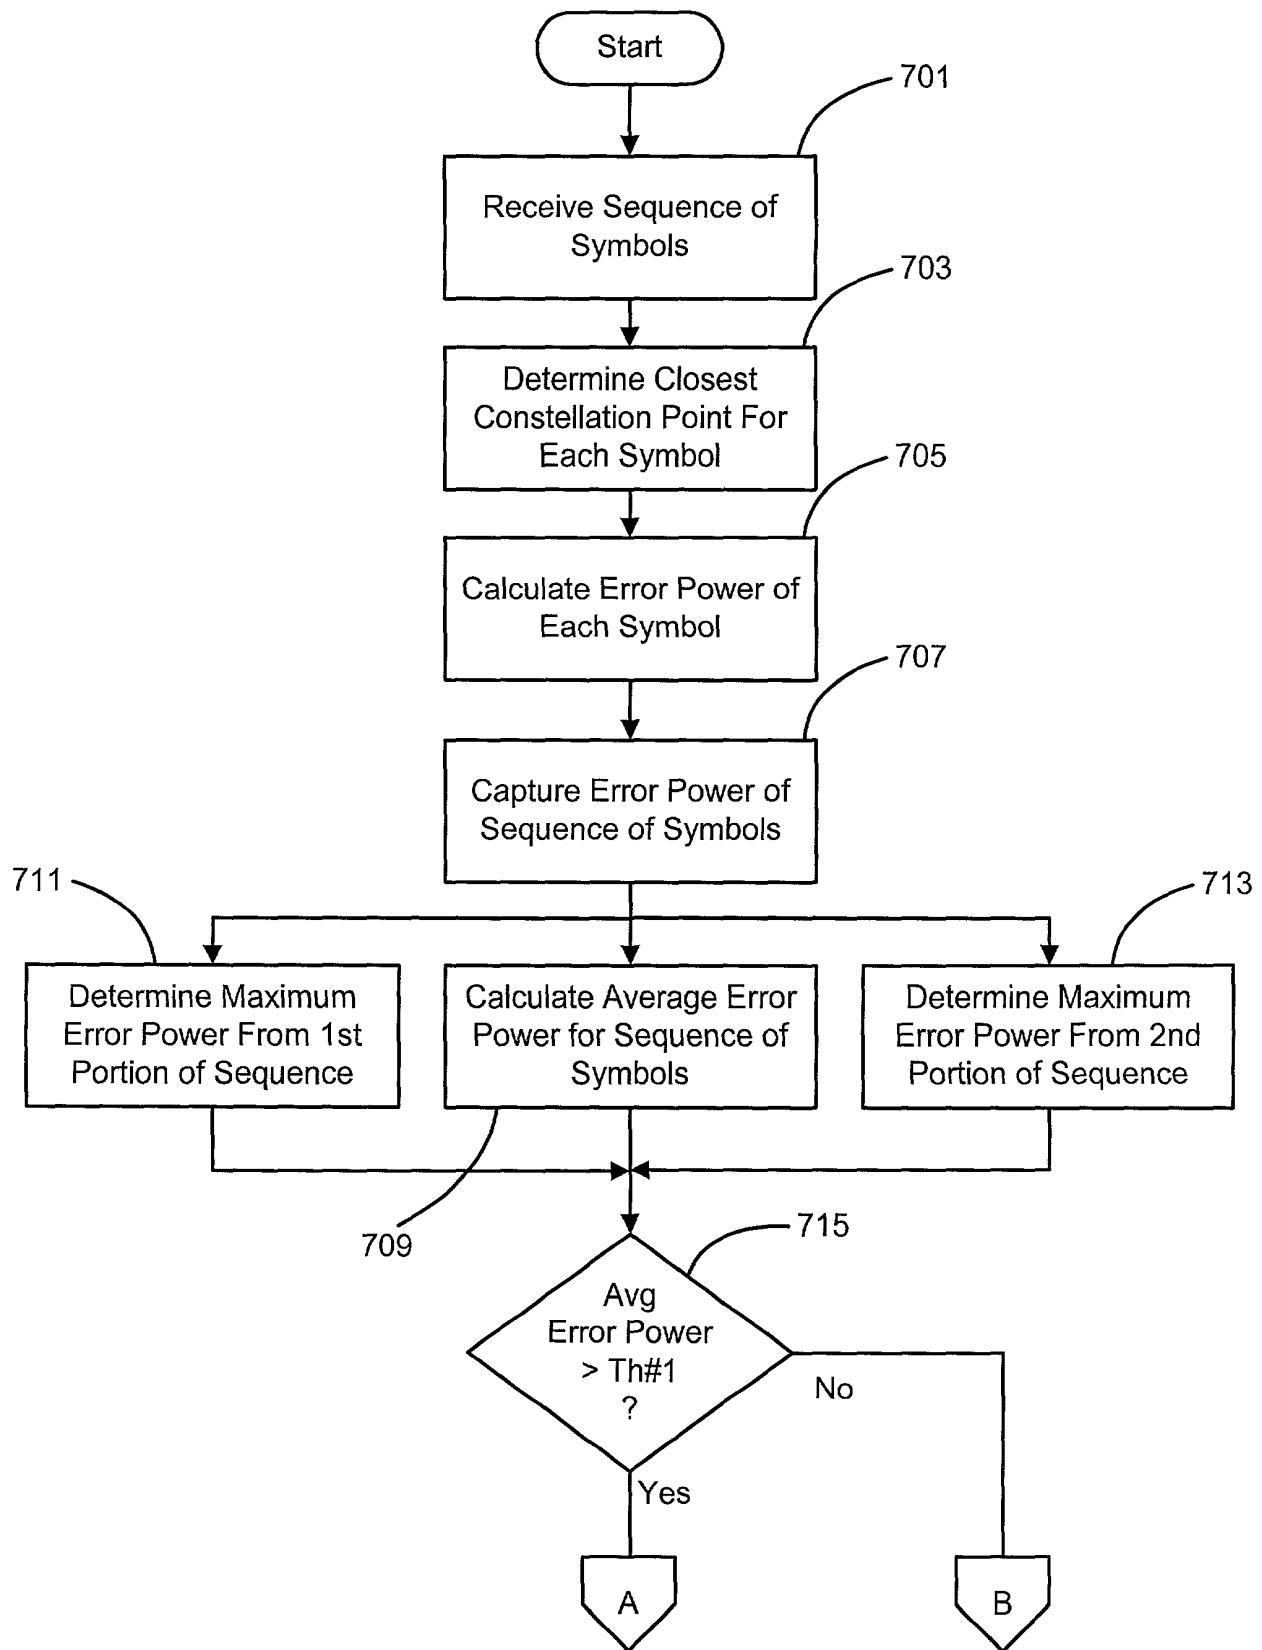 Start
701
Receive Sequence of
Symbols
703
Determine Closest
Constellation Point For
Each Symbol
705
Calculate Error Power of
Each Symbol
707
Capture Error Power of
Sequence of Symbols
711
713
Determine Maximum
Error Power From 1st
Portion of Sequence
Calculate Average Error
Power for Sequence of
Symbols
Determine Maximum
Error Power From 2nd
Portion of Sequence
709
715
Avg
Error Power
> Th#1
?
No
Yes
A
B